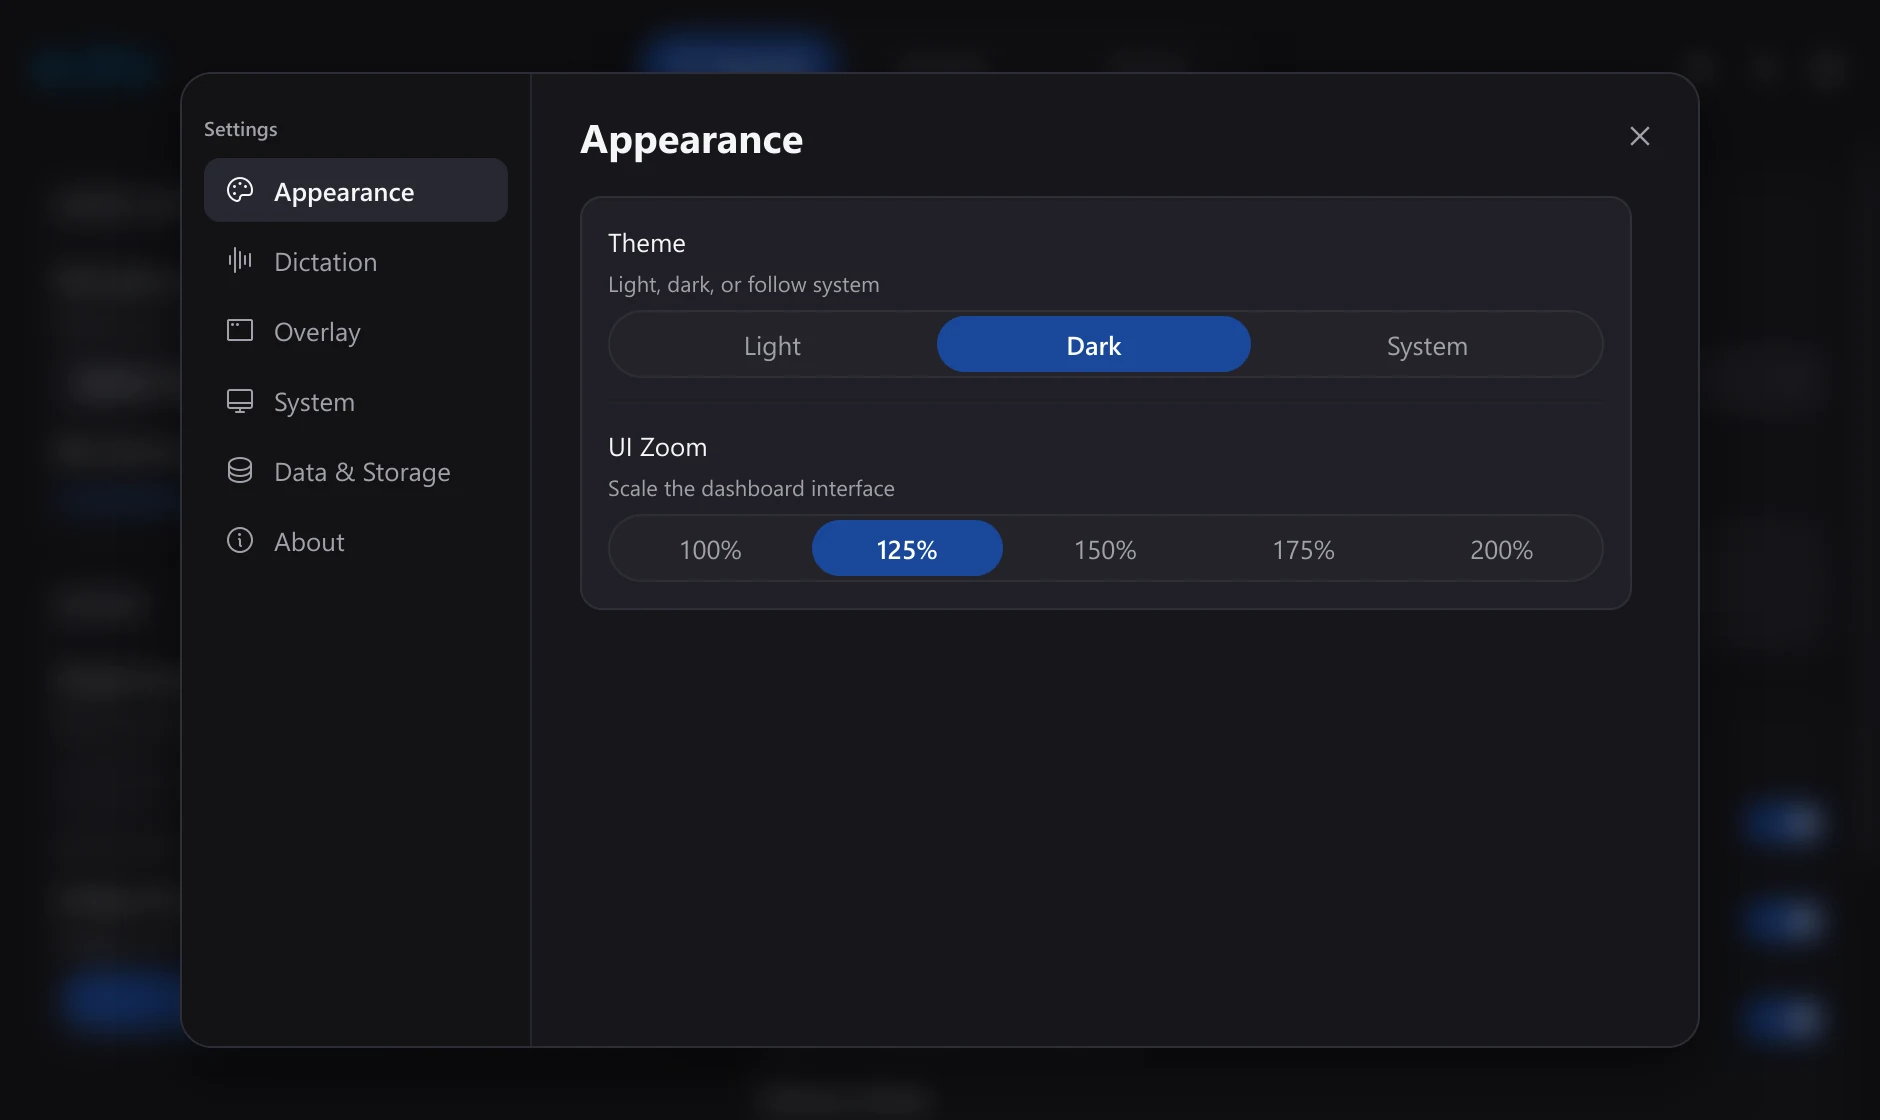 Settings
Appearance
Dictation
Overlay
System
Data & Storage
About
Appearance
Theme
Light, dark, or follow system
Light
Dark
System
UI Zoom
Scale the dashboard interface
100%
125%
150%
175%
200%